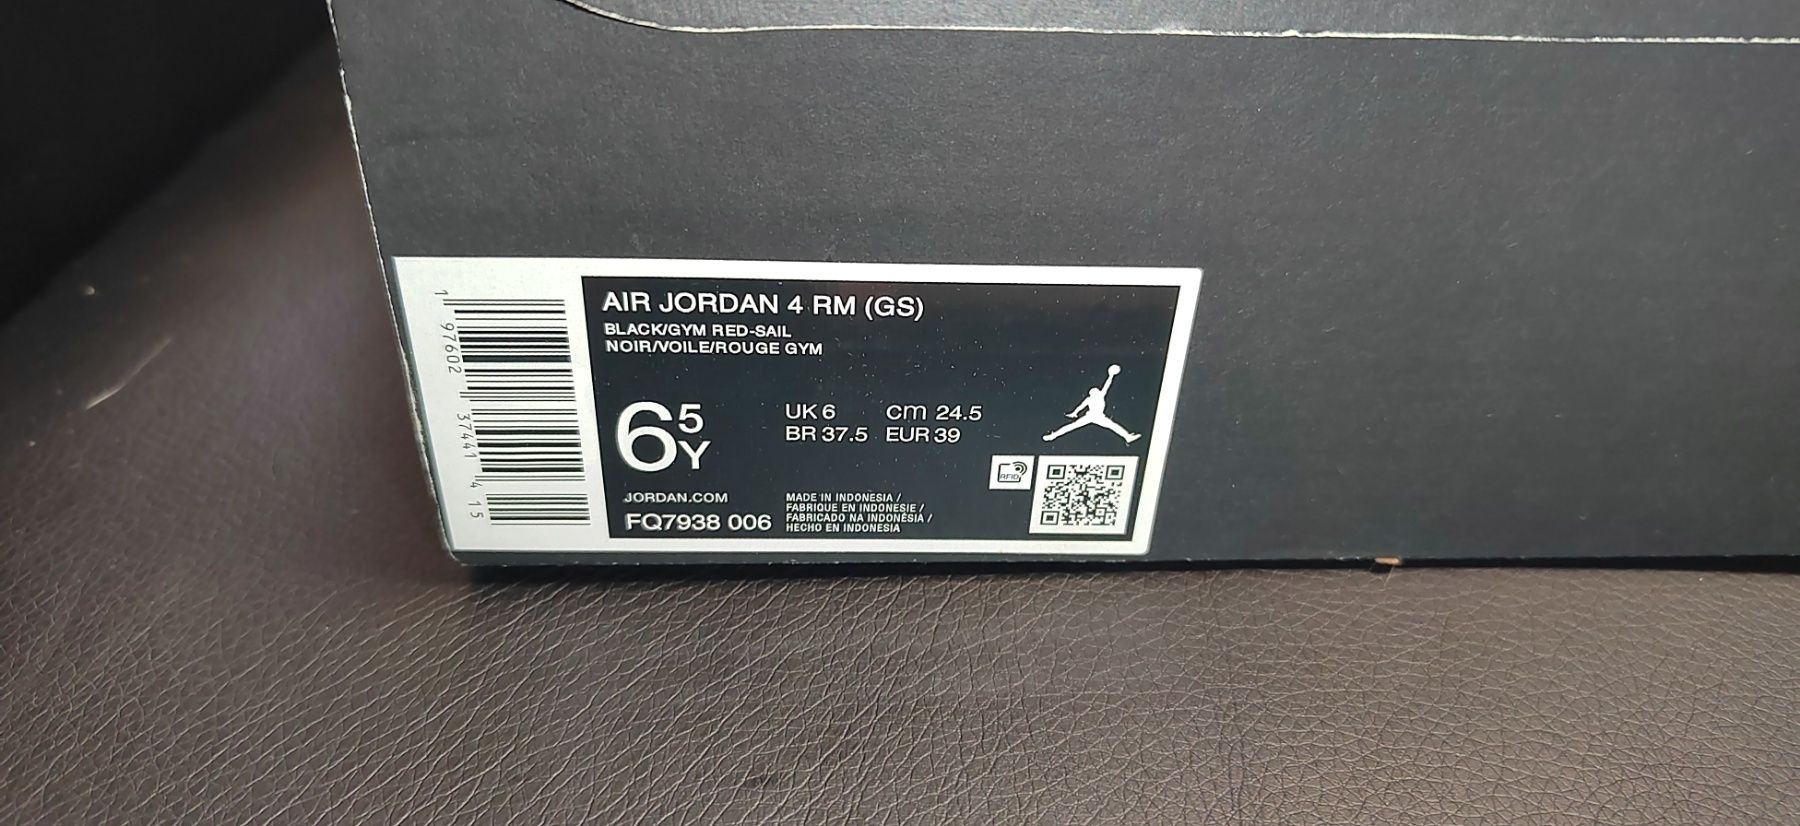 AIR JORDAN 4 RM (GS)
BLACK/GYM RED-SAIL
NOIR/VOILE/ROUGE GYM
6 5 Y
UK 6 cm 24.5
BR 37.5 EUR 39
RFID
JORDAN.COM
FQ7938 006
MADE IN INDONESIA /
FABRIQUE EN INDONESIE /
FABRICADO NA INDONÉSIA /
HECHO EN INDONESIA
1 97602 37441 4 15